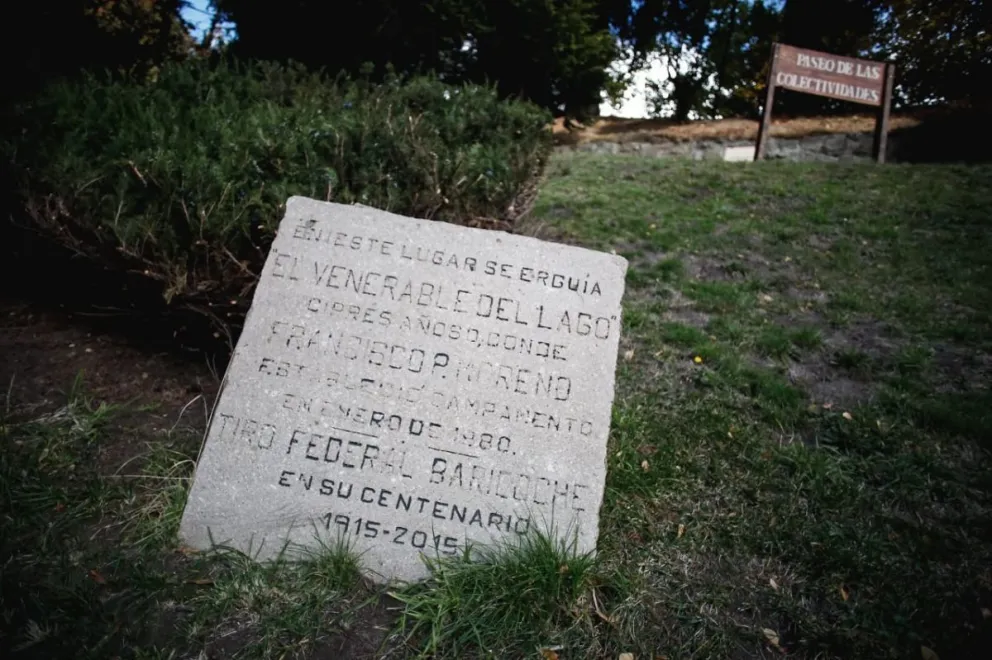 PASEO DE LAS
COLECTIVIDADES
EN ESTE LUGAR SE ERGUÍA
"EL VENERABLE DEL LAGO"
CIPRÉS AÑOSO, DONDE
FRANCISCO P. MORENO
ESTABLECIÓ CAMPAMENTO
EN ENERO DE 1880.
TIRO FEDERAL BARILOCHE
EN SU CENTENARIO
1915-2015